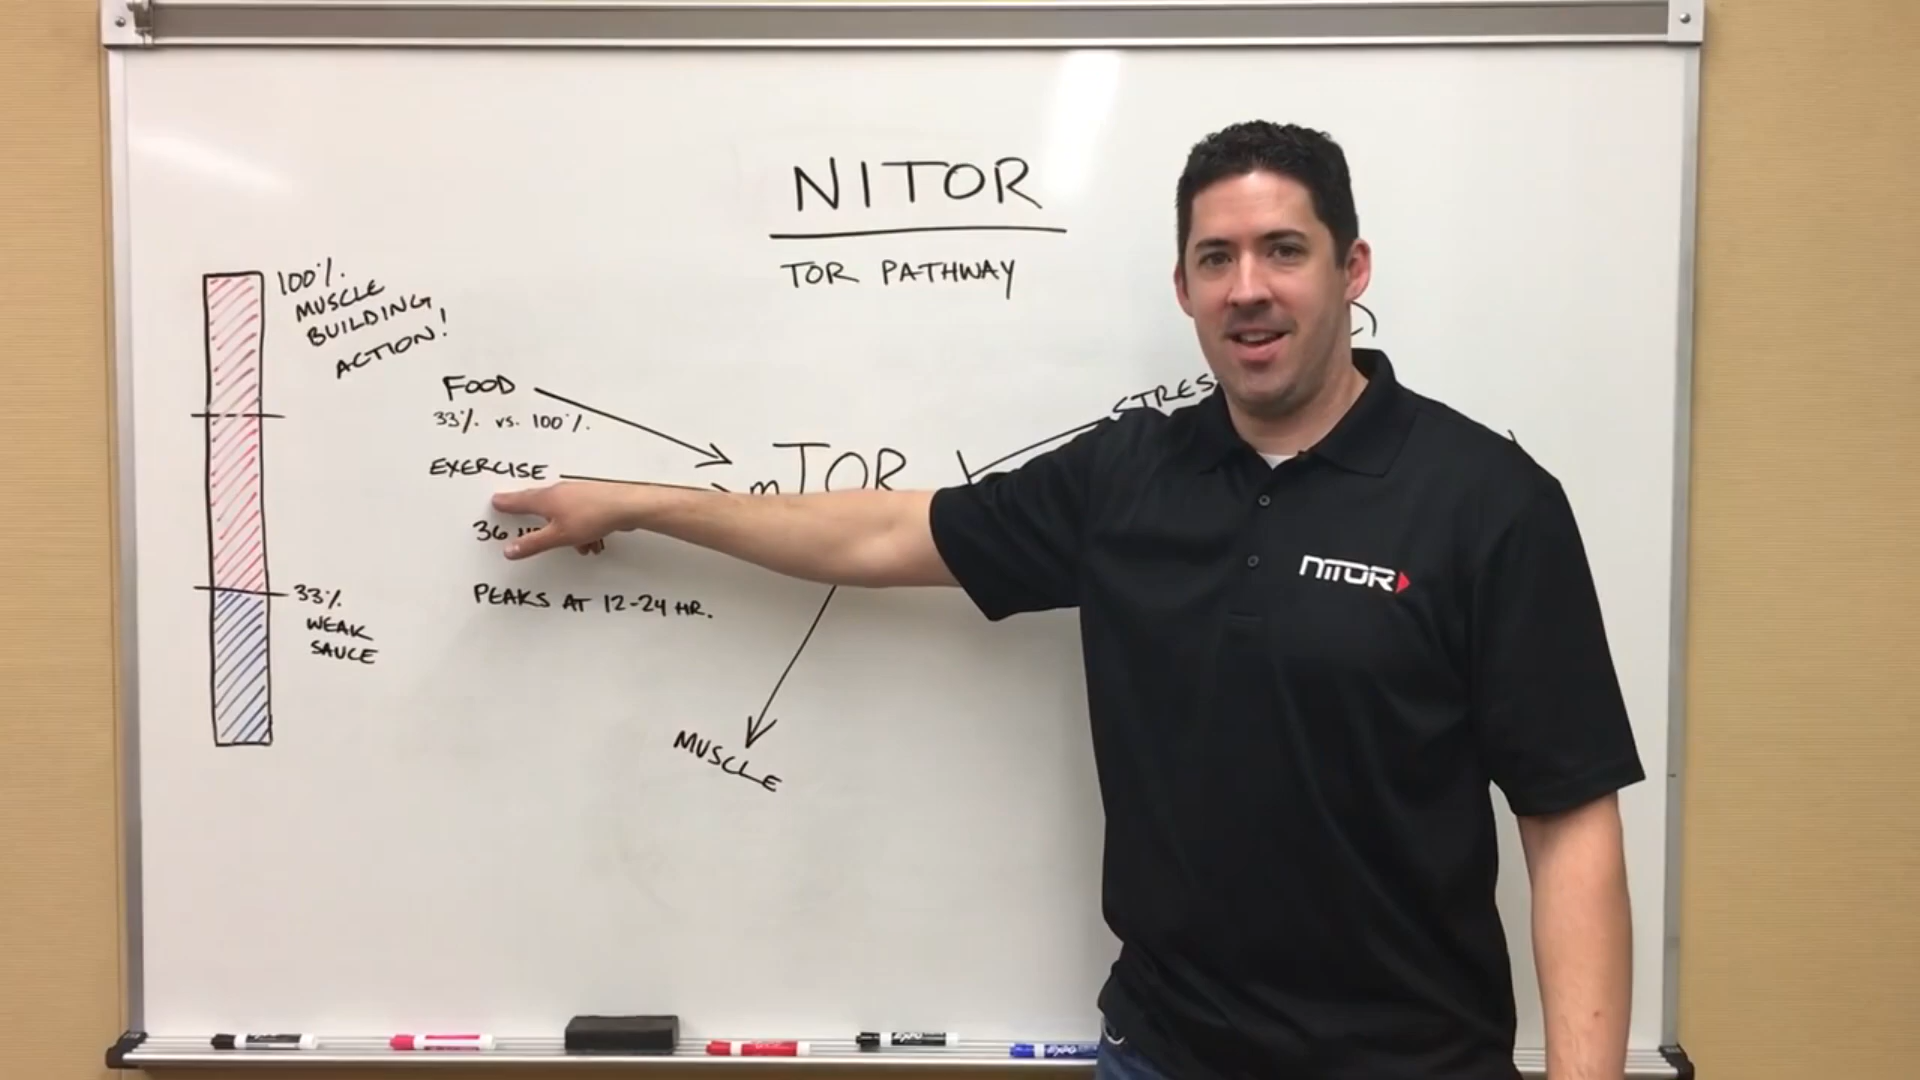 NITOR
TOR PATHWAY
100%
MUSCLE
BUILDING
ACTION!
FOOD
33% vs. 100%
EXERCISE
mTOR
36
PEAKS AT 12-24 HR.
33%
WEAK
SAUCE
MUSCLE
NITOR